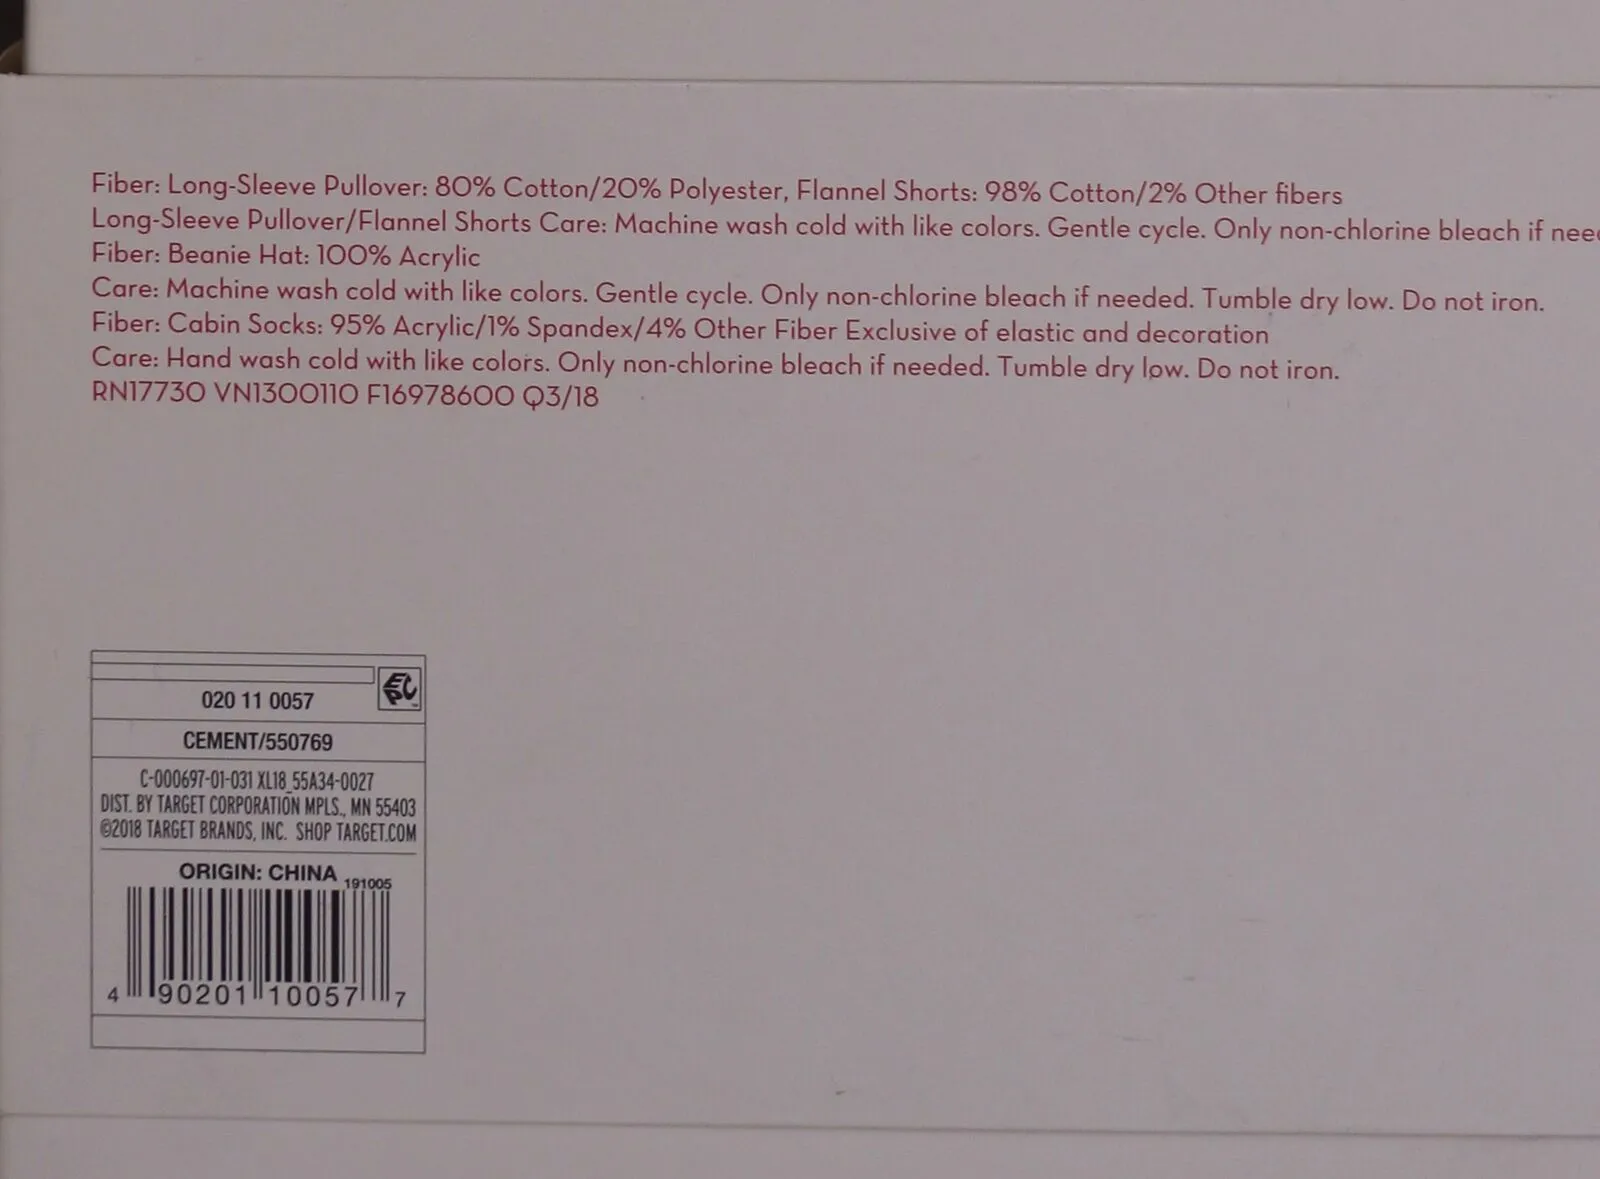 Fiber: Long-Sleeve Pullover: 80% Cotton/20% Polyester, Flannel Shorts: 98% Cotton/2% Other fibers
Long-Sleeve Pullover/Flannel Shorts Care: Machine wash cold with like colors. Gentle cycle. Only non-chlorine bleach if nee
Fiber: Beanie Hat: 100% Acrylic
Care: Machine wash cold with like colors. Gentle cycle. Only non-chlorine bleach if needed. Tumble dry low. Do not iron.
Fiber: Cabin Socks: 95% Acrylic/1% Spandex/4% Other Fiber Exclusive of elastic and decoration
Care: Hand wash cold with like colors. Only non-chlorine bleach if needed. Tumble dry low. Do not iron.
RN17730 VN1300110 F16978600 Q3/18
EPC
020 11 0057
CEMENT/550769
C-000697-01-031 XL18_55A34-0027
DIST. BY TARGET CORPORATION MPLS., MN 55403
©2018 TARGET BRANDS, INC. SHOP TARGET.COM
ORIGIN: CHINA 191005
4 90201 10057 7